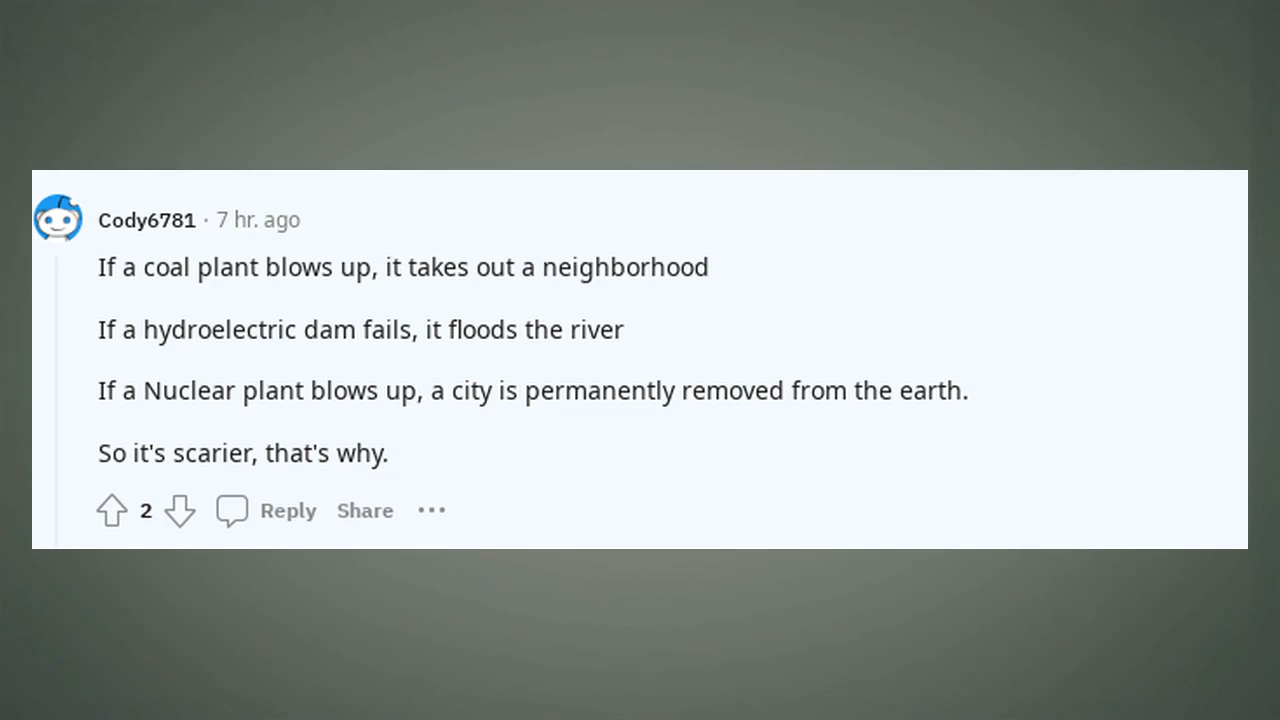 Cody6781 · 7 hr. ago
If a coal plant blows up, it takes out a neighborhood
If a hydroelectric dam fails, it floods the river
If a Nuclear plant blows up, a city is permanently removed from the earth.
So it's scarier, that's why.
2 Reply Share ···